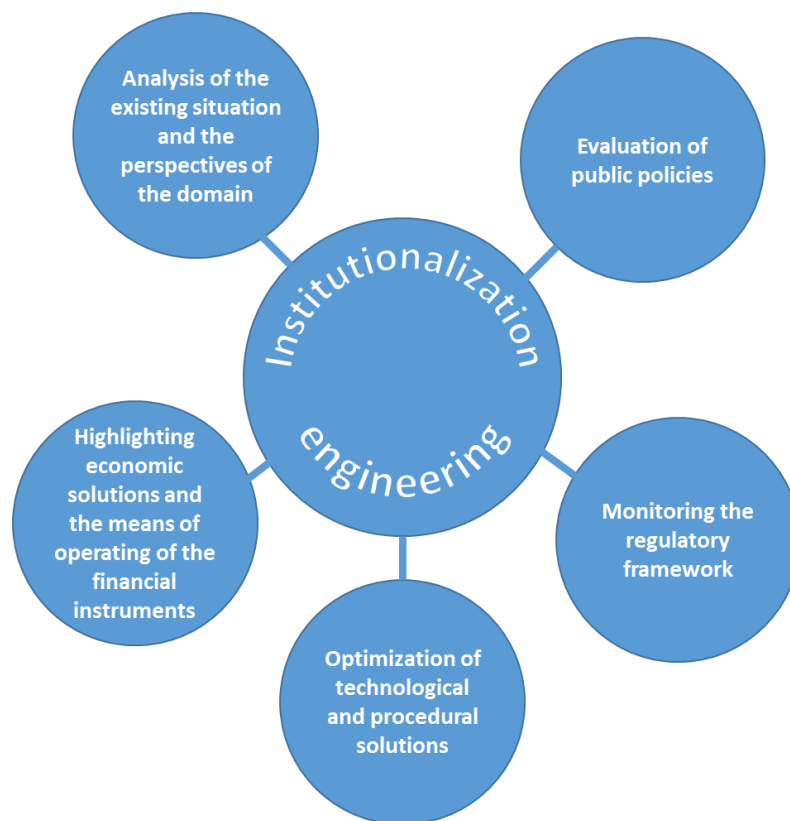 Analysis of the
existing situation
and the
perspectives of
the domain
Evaluation of
public policies
Institutionalization
engineering
Highlighting
economic
solutions and
the means of
operating of the
financial
instruments
Monitoring the
regulatory
framework
Optimization of
technological
and procedural
solutions